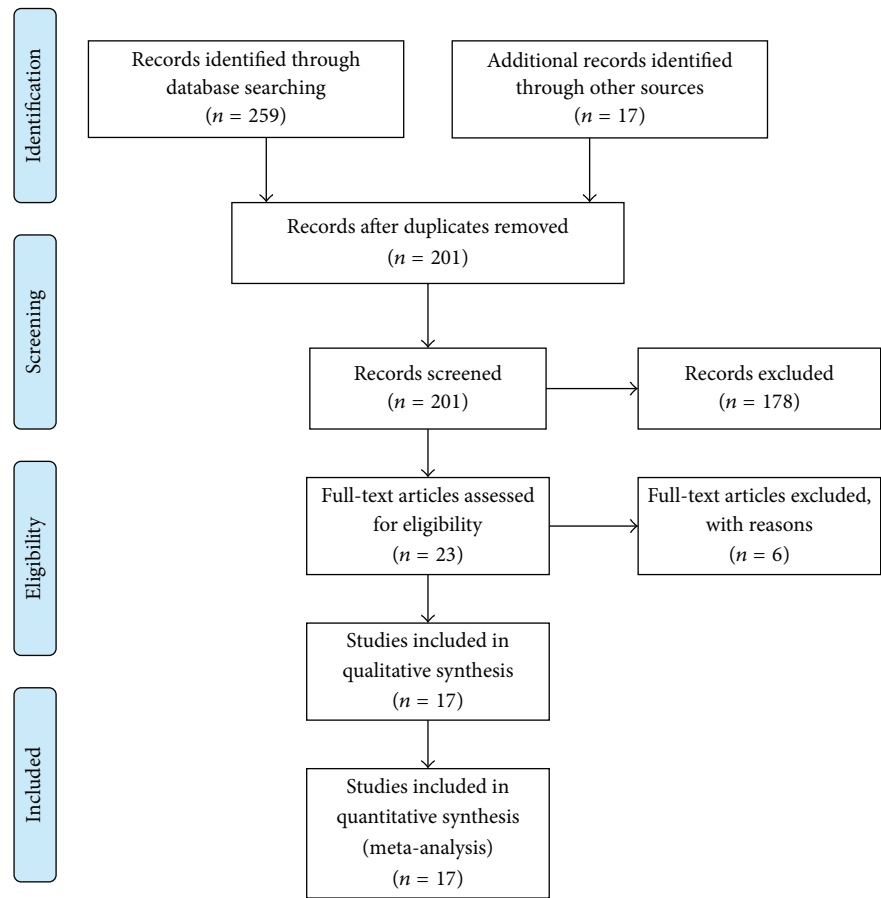 Identification
Records identified through
database searching
(n = 259)
Additional records identified
through other sources
(n = 17)
Records after duplicates removed
(n = 201)
Screening
Records screened
(n = 201)
Records excluded
(n = 178)
Eligibility
Full-text articles assessed
for eligibility
(n = 23)
Full-text articles excluded,
with reasons
(n = 6)
Studies included in
qualitative synthesis
(n = 17)
Included
Studies included in
quantitative synthesis
(meta-analysis)
(n = 17)